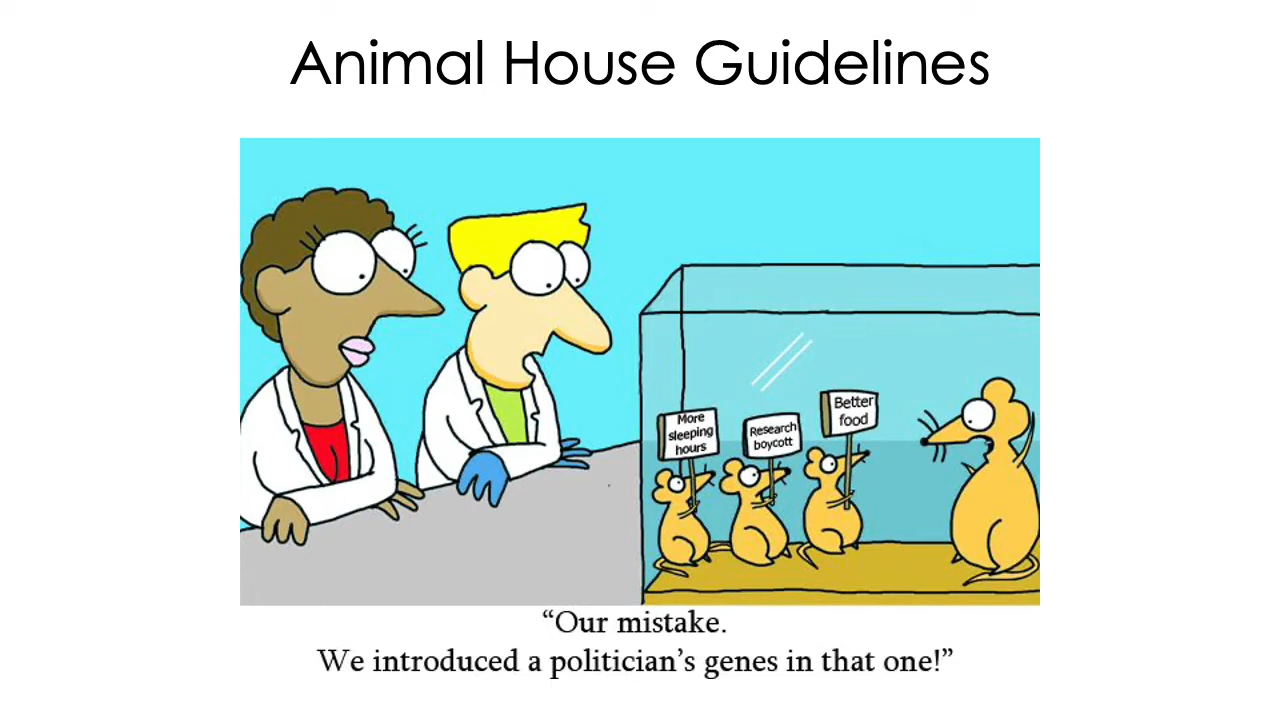 Animal House Guidelines
More
sleeping
hours
Research
boycott
Better
food
“Our mistake.
We introduced a politician’s genes in that one!”